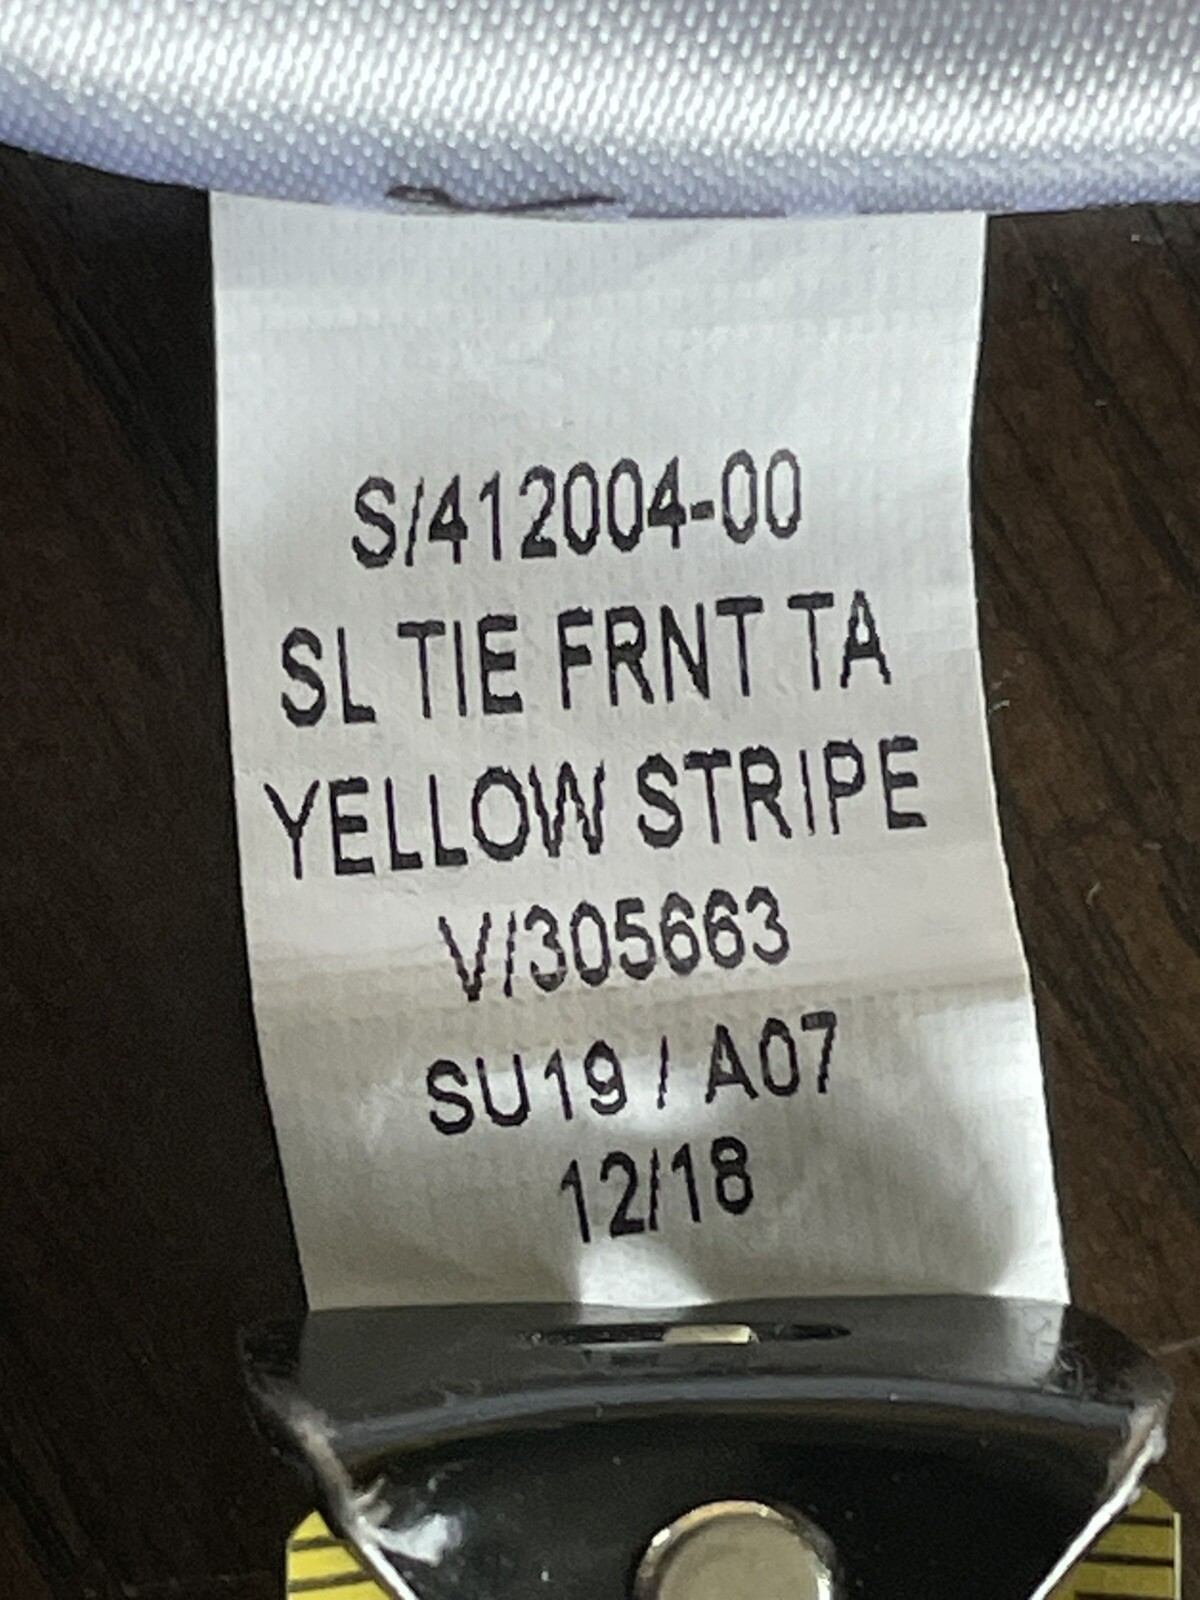 S/412004-00
SL TIE FRNT TA
YELLOW STRIPE
V/305663
SU19 / A07
12/18